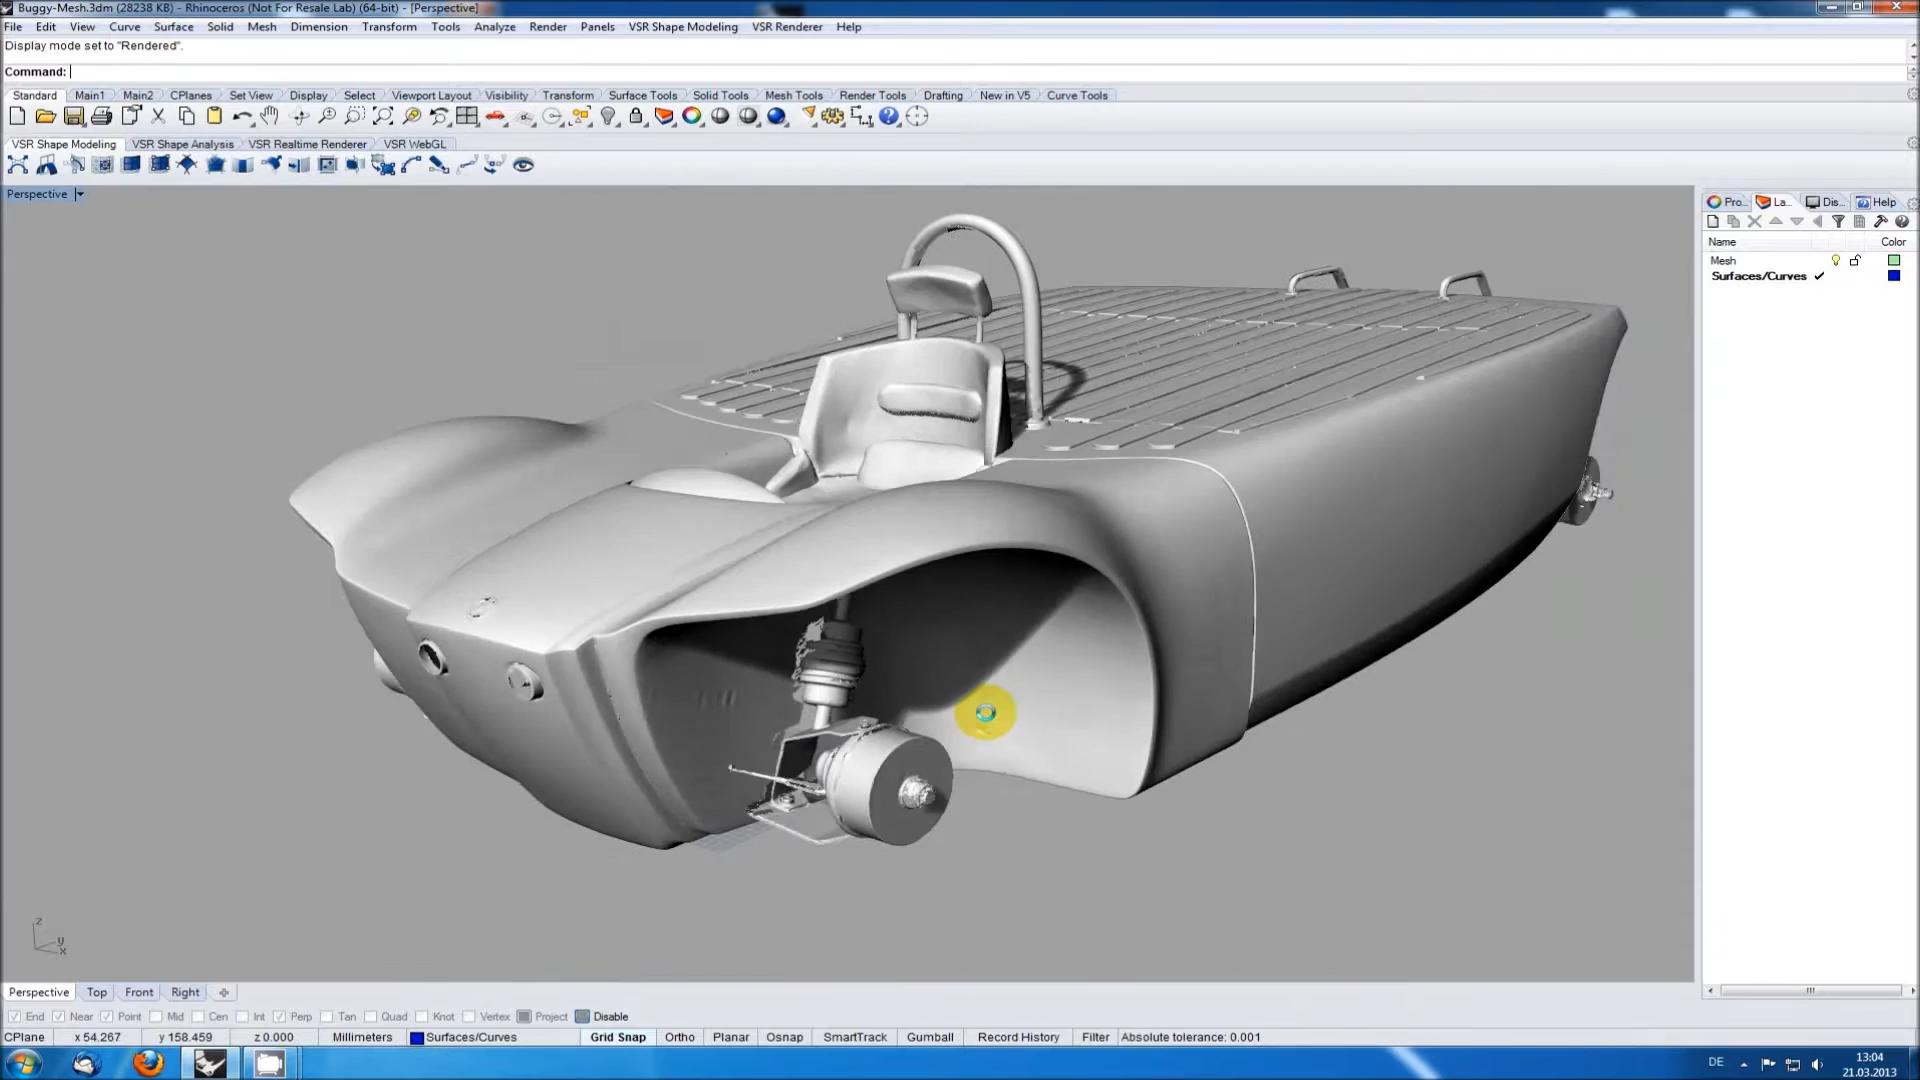 Buggy-Mesh.3dm (28238 KB) - Rhinoceros (Not For Resale Lab) (64-bit) - [Perspective]
File Edit View Curve Surface Solid Mesh Dimension Transform Tools Analyze Render Panels VSR Shape Modeling VSR Renderer Help
Display mode set to "Rendered".
Command:
Standard Main1 Main2 CPlanes Set View Display Select Viewport Layout Visibility Transform Surface Tools Solid Tools Mesh Tools Render Tools Drafting New in V5 Curve Tools
VSR Shape Modeling VSR Shape Analysis VSR Realtime Renderer VSR WebGL
Perspective
Pro... La... Dis... Help
Name Color
Mesh
Surfaces/Curves
z
y
x
Perspective Top Front Right
End Near Point Mid Cen Int Perp Tan Quad Knot Vertex Project Disable
CPlane x 54.267 y 158.459 z 0.000 Millimeters Surfaces/Curves Grid Snap Ortho Planar Osnap SmartTrack Gumball Record History Filter Absolute tolerance: 0.001
DE
13:04
21.03.2013